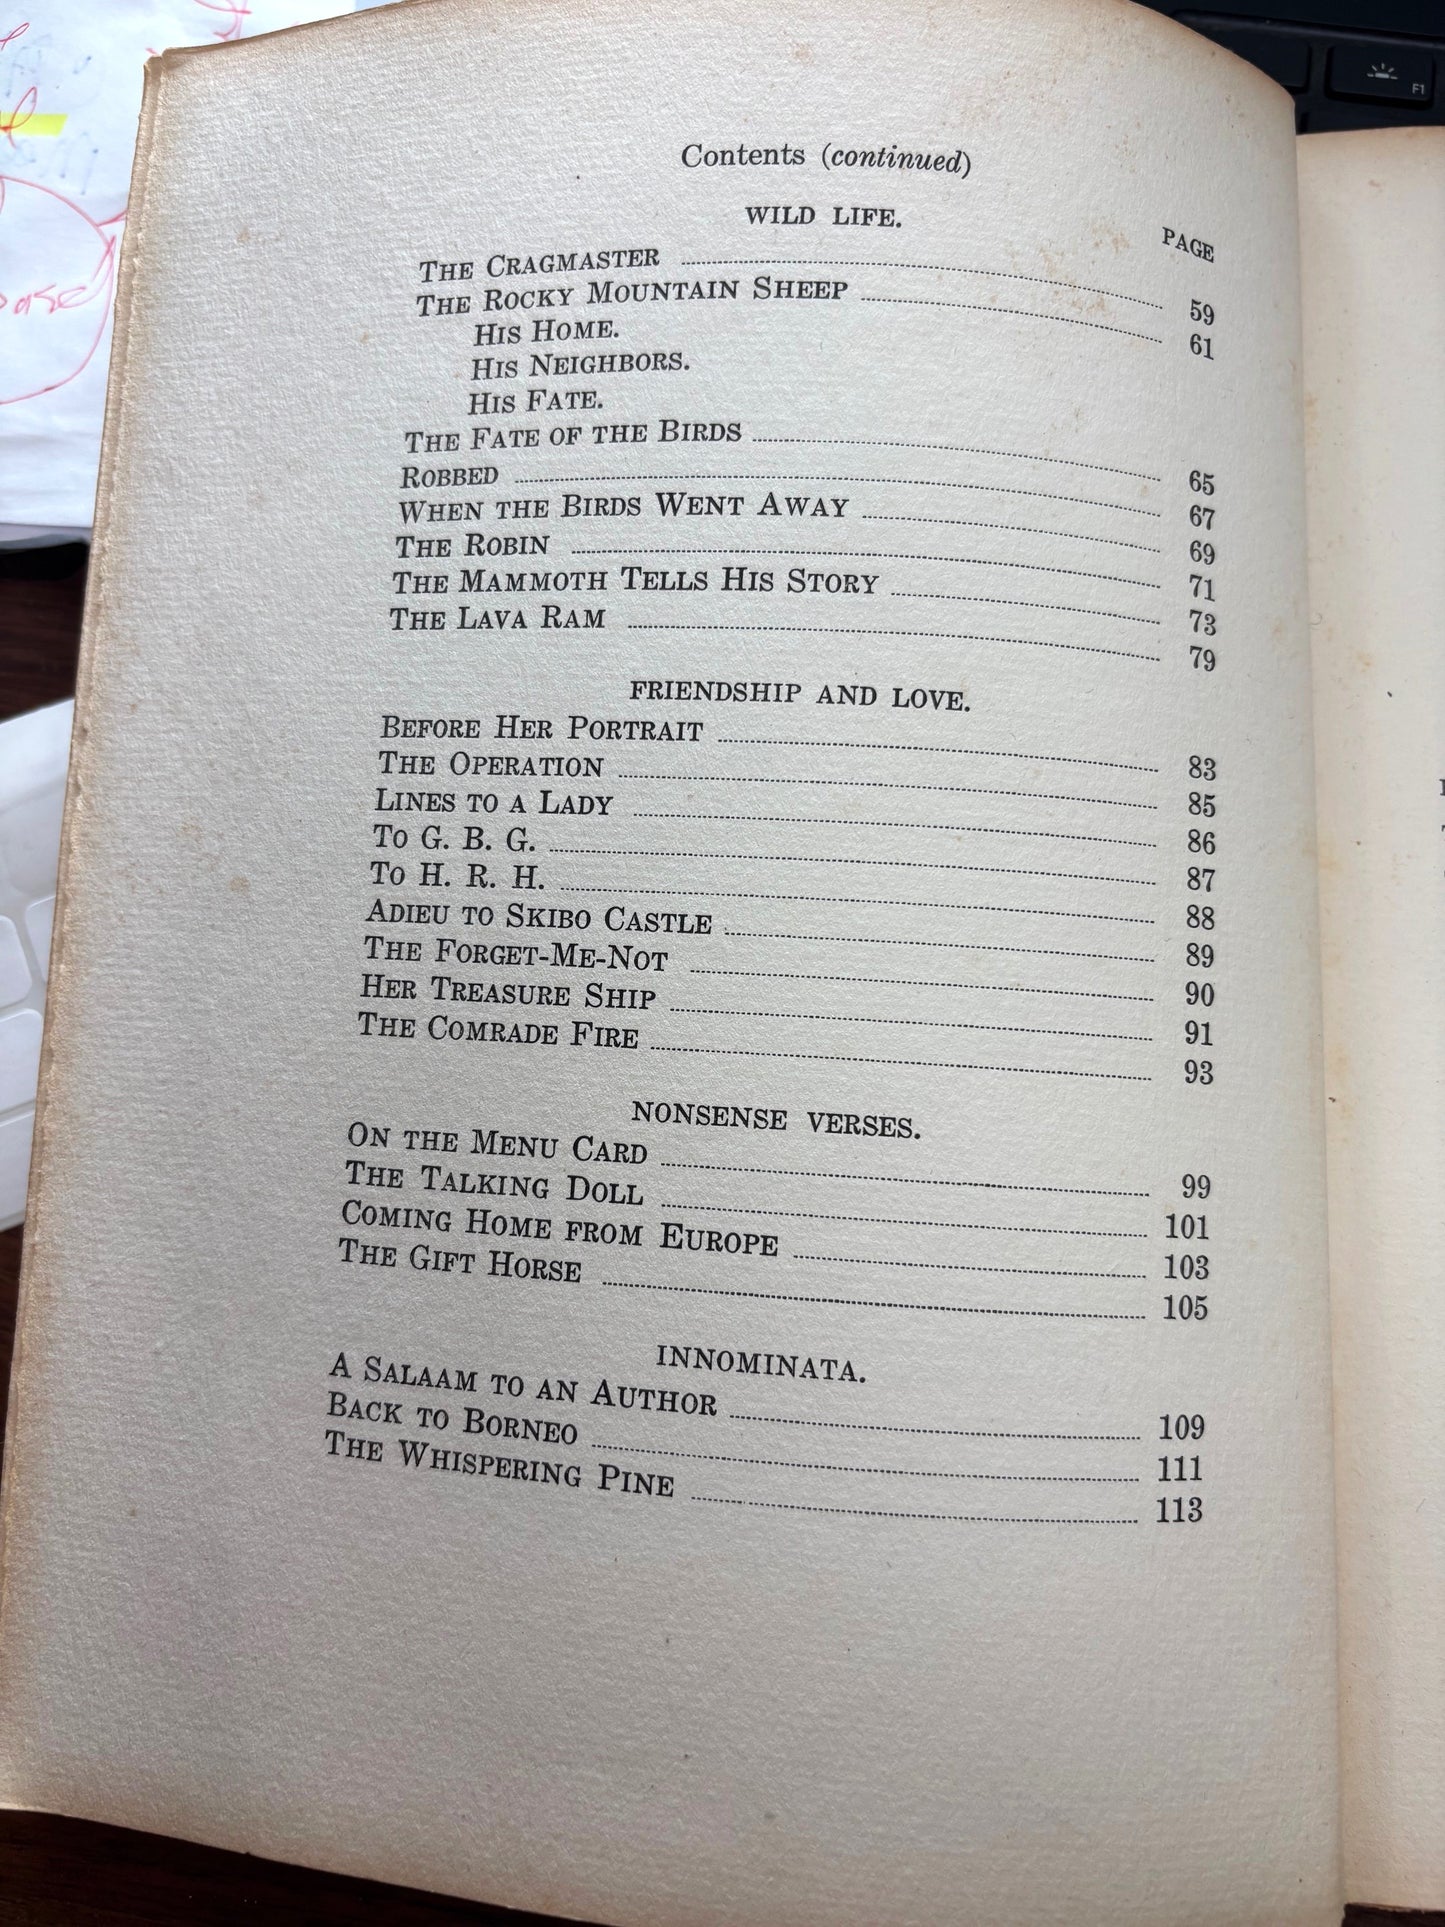 Contents (continued)
WILD LIFE.
PAGE
THE CRAGMASTER 59
THE ROCKY MOUNTAIN SHEEP 61
HIS HOME.
HIS NEIGHBORS.
HIS FATE.
THE FATE OF THE BIRDS 65
ROBBED 67
WHEN THE BIRDS WENT AWAY 69
THE ROBIN 71
THE MAMMOTH TELLS HIS STORY 73
THE LAVA RAM 79
FRIENDSHIP AND LOVE.
BEFORE HER PORTRAIT 83
THE OPERATION 85
LINES TO A LADY 86
TO G. B. G. 87
TO H. R. H. 88
ADIEU TO SKIBO CASTLE 89
THE FORGET-ME-NOT 90
HER TREASURE SHIP 91
THE COMRADE FIRE 93
NONSENSE VERSES.
ON THE MENU CARD 99
THE TALKING DOLL 101
COMING HOME FROM EUROPE 103
THE GIFT HORSE 105
INNOMINATA.
A SALAAM TO AN AUTHOR 109
BACK TO BORNEO 111
THE WHISPERING PINE 113
F1